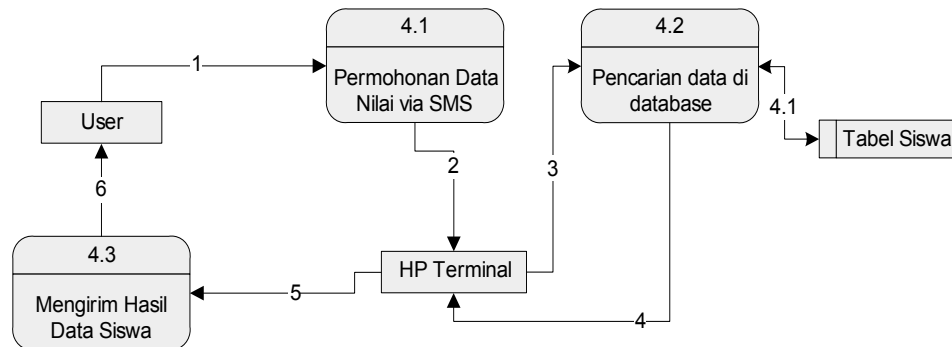 4.1
Permohonan Data
Nilai via SMS
4.2
Pencarian data di
database
1
User
4.1
Tabel Siswa
2
3
6
4.3
Mengirim Hasil
Data Siswa
5
HP Terminal
4